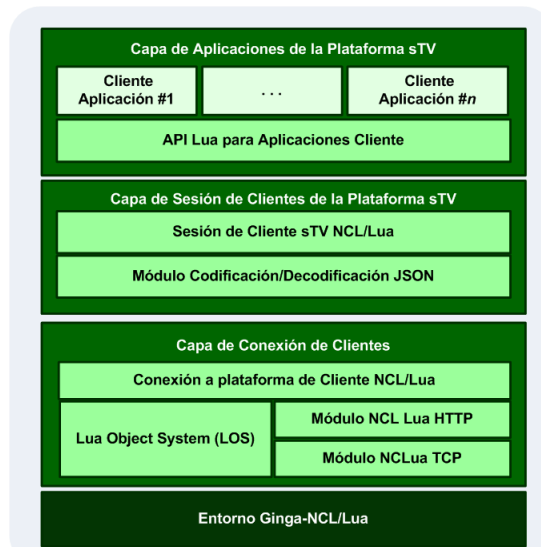 Capa de Aplicaciones de la Plataforma sTV
Cliente
Aplicación #1
. . .
Cliente
Aplicación #n
API Lua para Aplicaciones Cliente
Capa de Sesión de Clientes de la Plataforma sTV
Sesión de Cliente sTV NCL/Lua
Módulo Codificación/Decodificación JSON
Capa de Conexión de Clientes
Conexión a plataforma de Cliente NCL/Lua
Lua Object System (LOS)
Módulo NCL Lua HTTP
Módulo NCLua TCP
Entorno Ginga-NCL/Lua